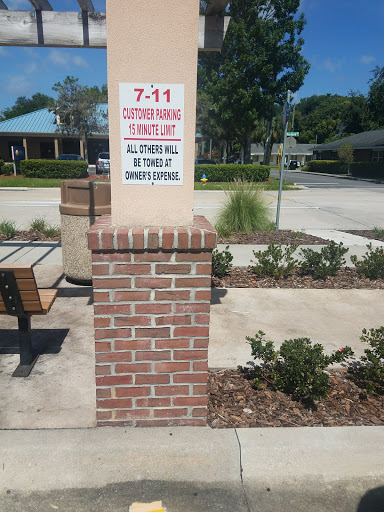 7-11
CUSTOMER PARKING
15 MINUTE LIMIT
ALL OTHERS WILL
BE TOWED AT
OWNER'S EXPENSE.